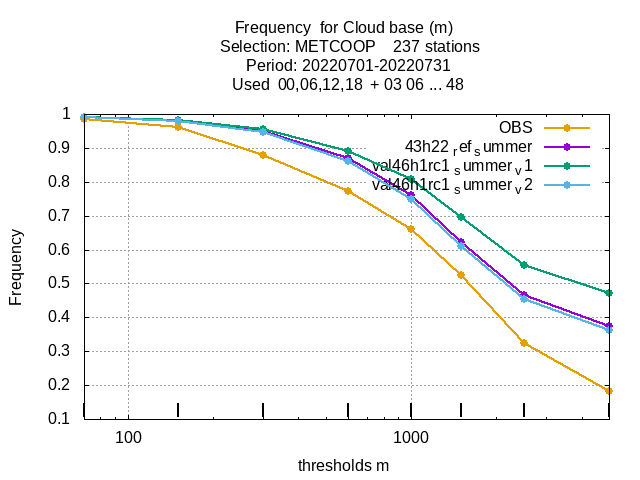 Frequency  for Cloud base (m)
Selection: METCOOP    237 stations
Period: 20220701-20220731
Used  00,06,12,18  + 03 06 ... 48
OBS
43h22 ref summer
val46h1rc1 summer v1
val46h1rc1 summer v2
1
0.9
0.8
0.7
0.6
0.5
0.4
0.3
0.2
0.1
Frequency
100
1000
thresholds m